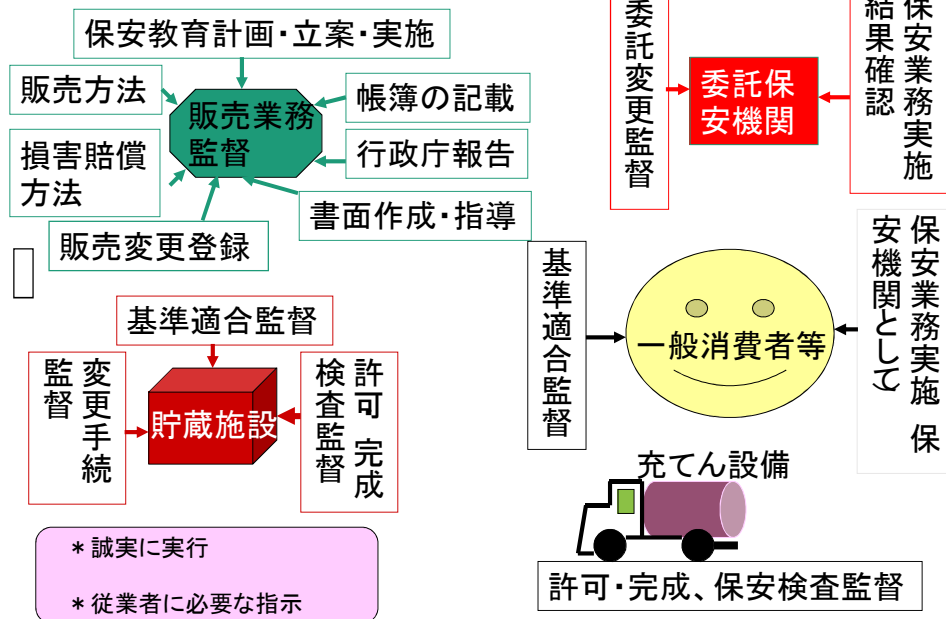 保安教育計画・立案・実施
販売方法
帳簿の記載
販売業務
監督
損害賠償
方法
行政庁報告
書面作成・指導
販売変更登録
委託変更監督
委託保
安機関
保安業務実施
結果確認
基準適合監督
一般消費者等
保安業務実施 保
安機関として)
基準適合監督
変更手続
監督
貯蔵施設
許可 完成
検査監督
充てん設備
許可・完成、保安検査監督
*誠実に実行
*従業者に必要な指示